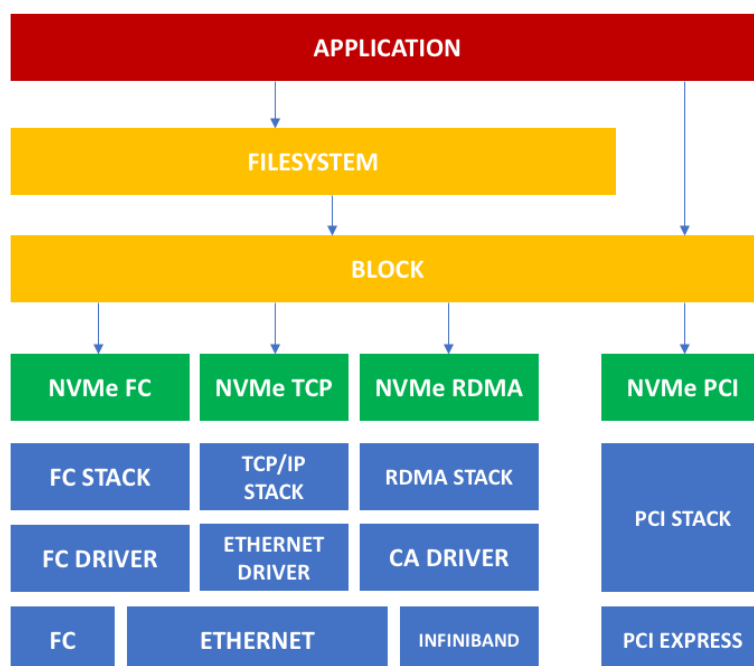 APPLICATION
FILESYSTEM
BLOCK
NVMe FC
NVMe TCP
NVMe RDMA
NVMe PCI
FC STACK
TCP/IP
STACK
RDMA STACK
PCI STACK
FC DRIVER
ETHERNET
DRIVER
CA DRIVER
FC
ETHERNET
INFINIBAND
PCI EXPRESS